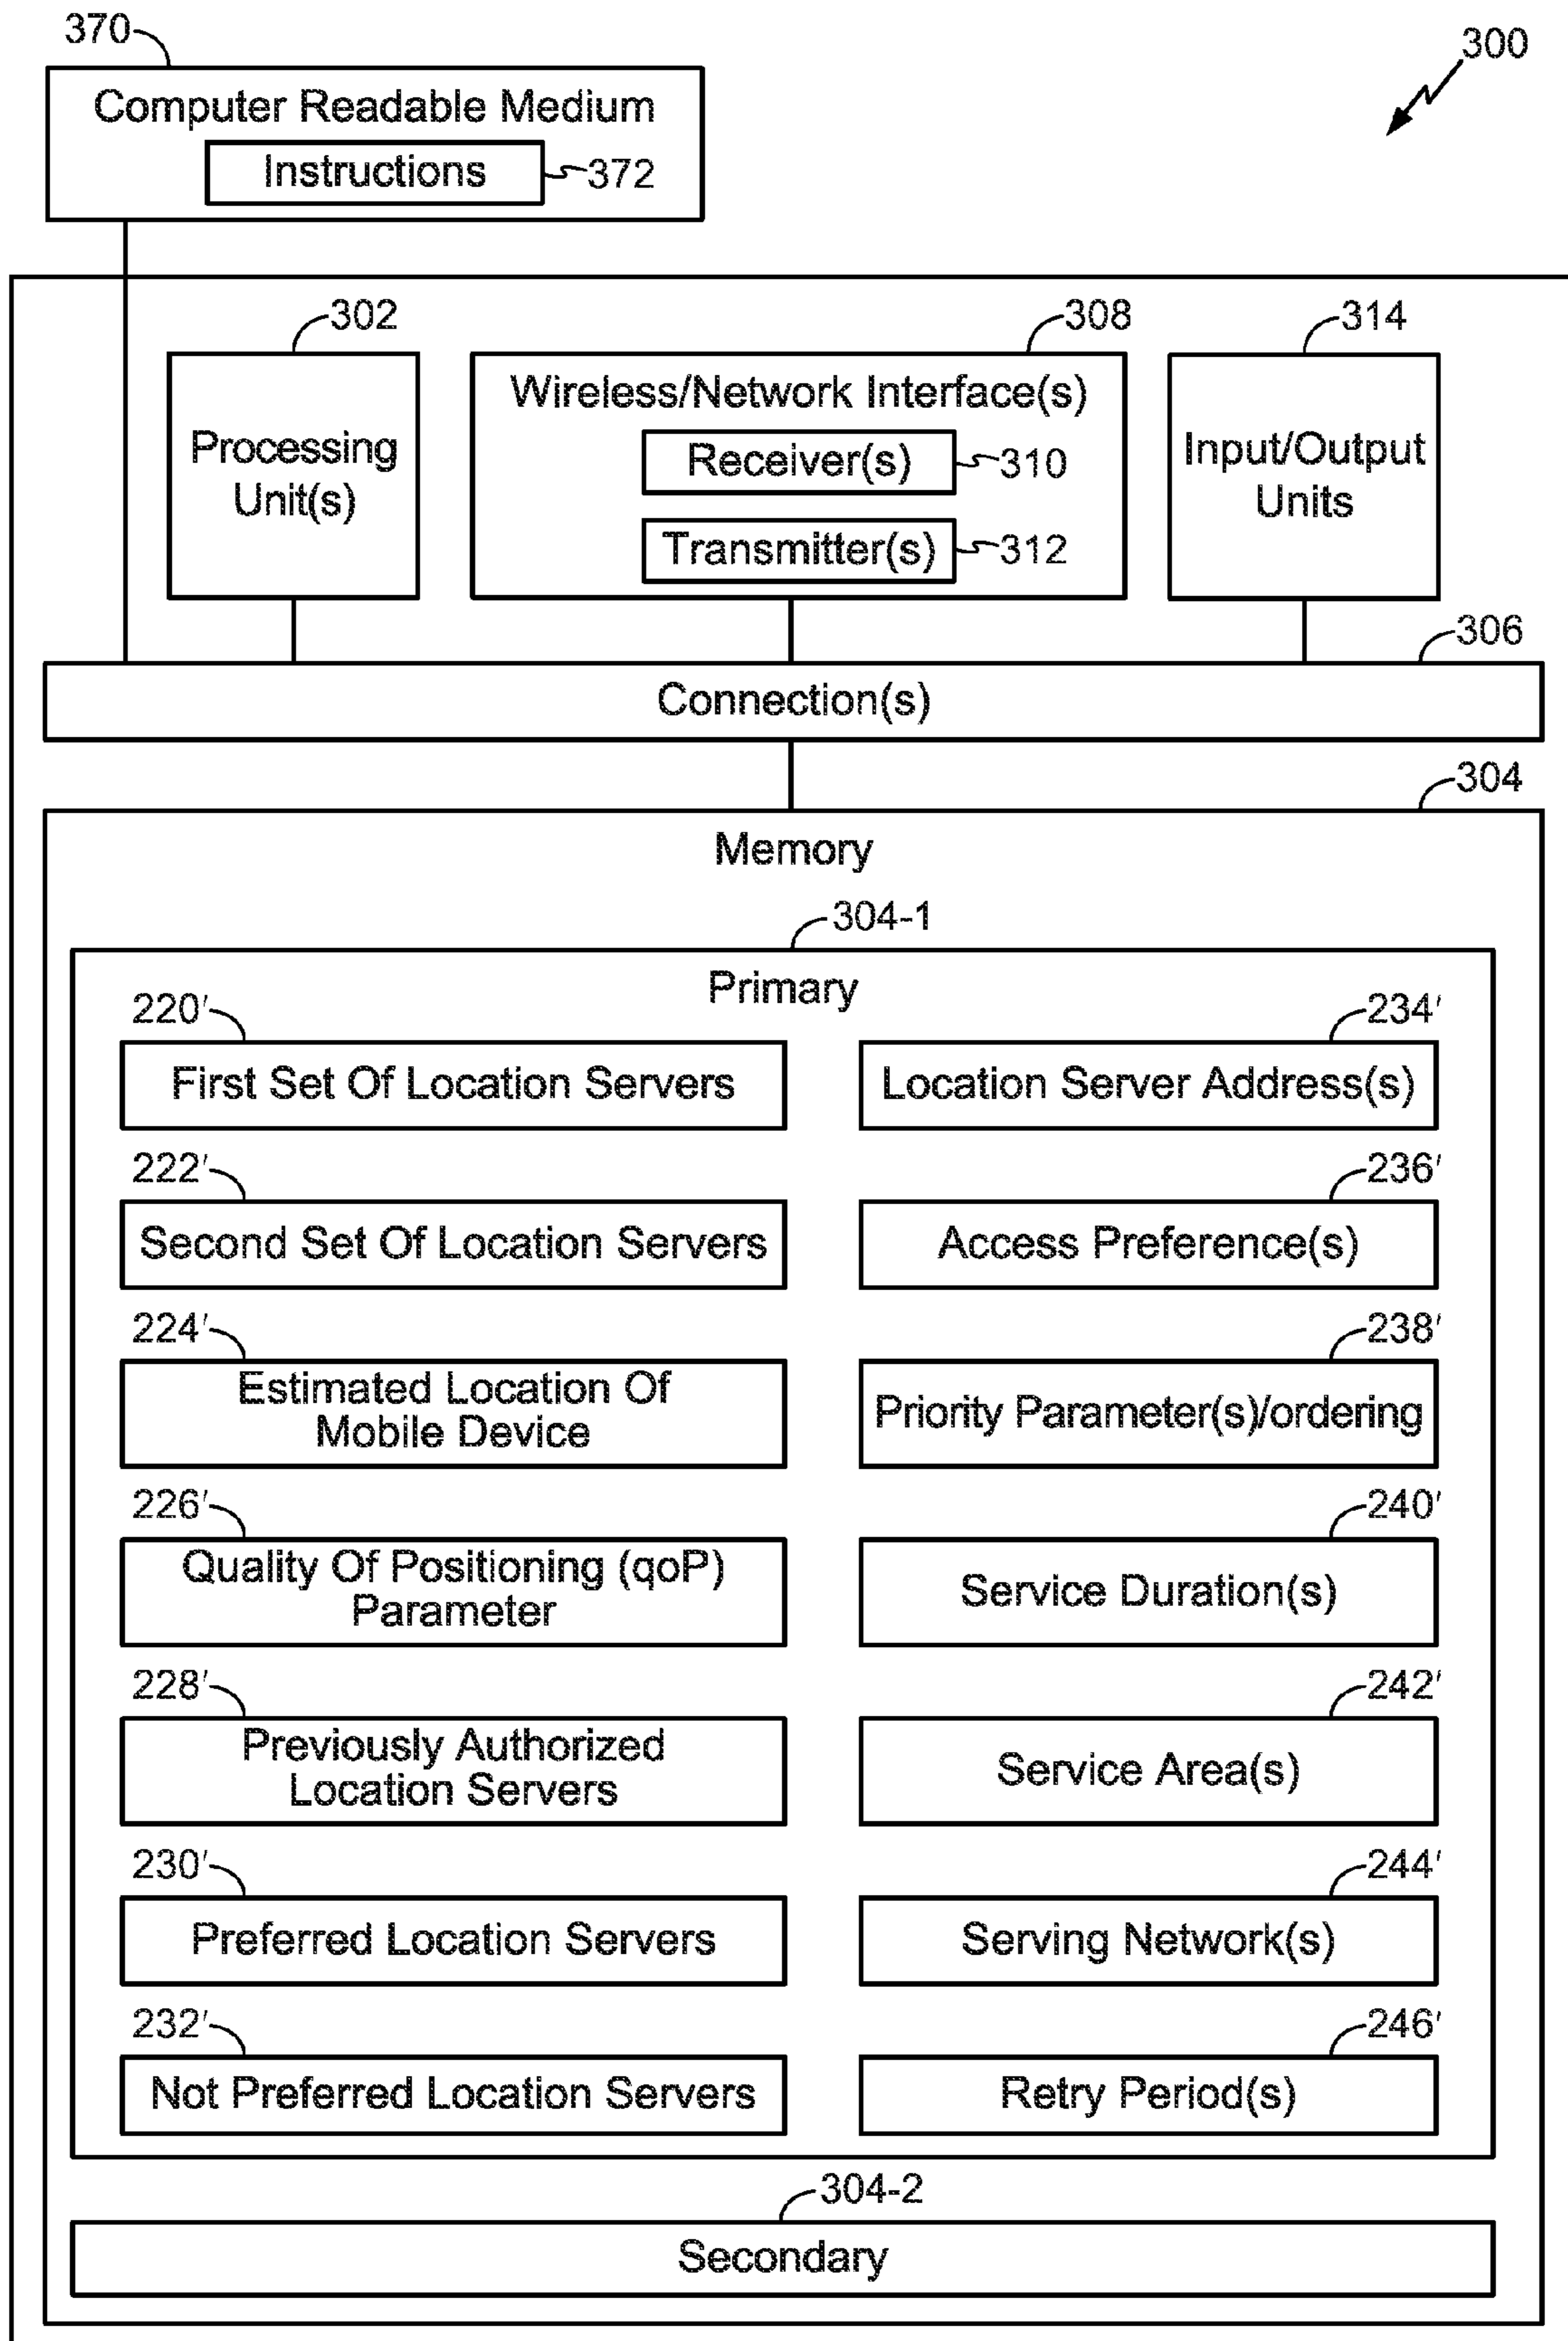 370
300
Computer Readable Medium
Instructions
372
302
308
314
Processing
Unit(s)
Wireless/Network Interface(s)
Receiver(s)
310
Transmitter(s)
312
Input/Output
Units
306
Connection(s)
304
Memory
304-1
Primary
220′
234′
First Set Of Location Servers
Location Server Address(s)
222′
236′
Second Set Of Location Servers
Access Preference(s)
224′
238′
Estimated Location Of
Mobile Device
Priority Parameter(s)/ordering
226′
240′
Quality Of Positioning (qoP)
Parameter
Service Duration(s)
228′
242′
Previously Authorized
Location Servers
Service Area(s)
230′
244′
Preferred Location Servers
Serving Network(s)
232′
246′
Not Preferred Location Servers
Retry Period(s)
304-2
Secondary